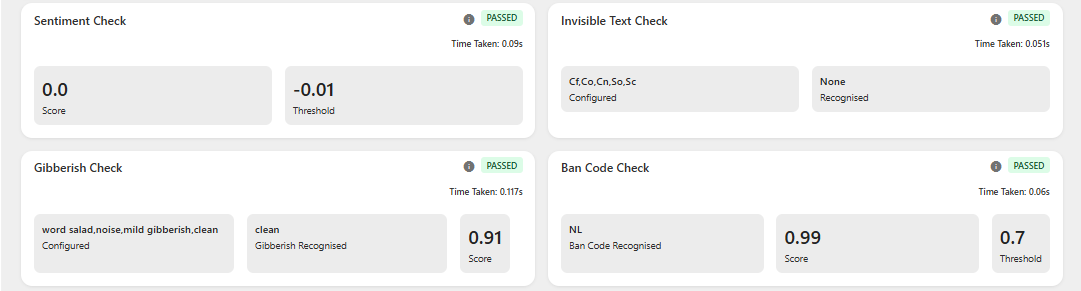 Sentiment Check
PASSED
Time Taken: 0.09s
0.0
Score
-0.01
Threshold
Invisible Text Check
PASSED
Time Taken: 0.051s
Cf,Co,Cn,So,Sc
Configured
None
Recognised
Gibberish Check
PASSED
Time Taken: 0.117s
word salad,noise,mild gibberish,clean
Configured
clean
Gibberish Recognised
0.91
Score
Ban Code Check
PASSED
Time Taken: 0.06s
NL
Ban Code Recognised
0.99
Score
0.7
Threshold